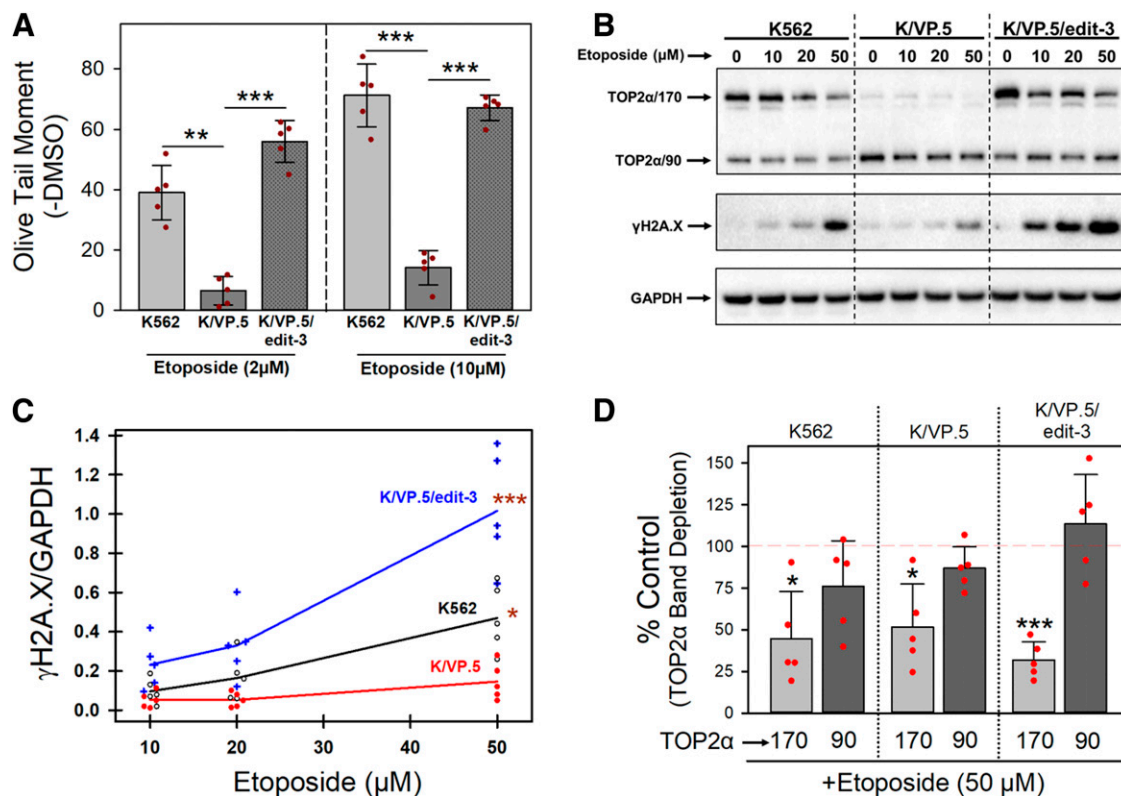 A
Olive Tail Moment
(-DMSO)
80
60
40
20
0
***
***
***
**
K562
K/VP.5
K/VP.5/
edit-3
K562
K/VP.5
K/VP.5/
edit-3
Etoposide (2µM)
Etoposide (10µM)
B
K562
K/VP.5
K/VP.5/edit-3
Etoposide (µM)
0 10 20 50 0 10 20 50 0 10 20 50
TOP2α/170
TOP2α/90
γH2A.X
GAPDH
C
γH2A.X/GAPDH
1.4
1.2
1.0
0.8
0.6
0.4
0.2
0.0
K/VP.5/edit-3
***
K562
*
K/VP.5
10 20 30 40 50
Etoposide (µM)
D
K562
K/VP.5
K/VP.5/
edit-3
% Control
(TOP2α Band Depletion)
150
125
100
75
50
25
0
*
*
***
TOP2α 170 90 170 90 170 90
+Etoposide (50 µM)